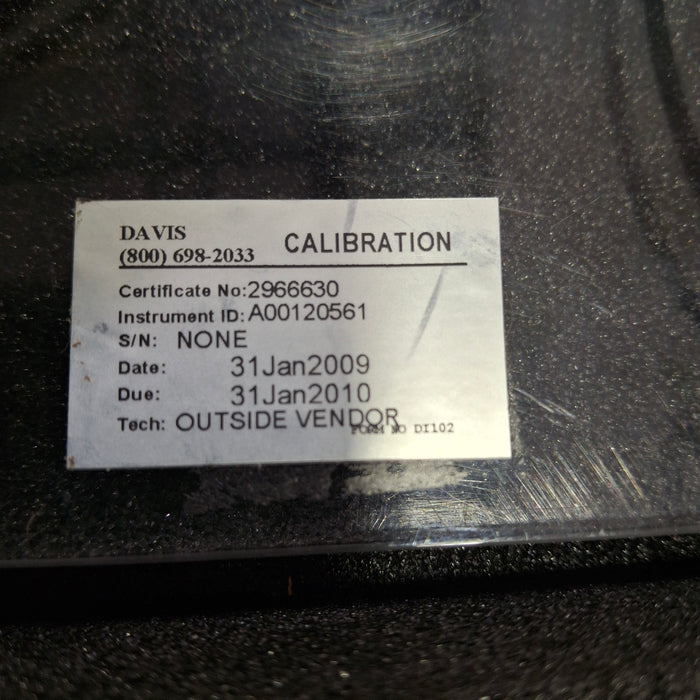 DAVIS
(800) 698-2033 CALIBRATION
Certificate No:2966630
Instrument ID:A00120561
S/N: NONE
Date: 31Jan2009
Due: 31Jan2010
Tech: OUTSIDE VENDOR
FORM NO DI102